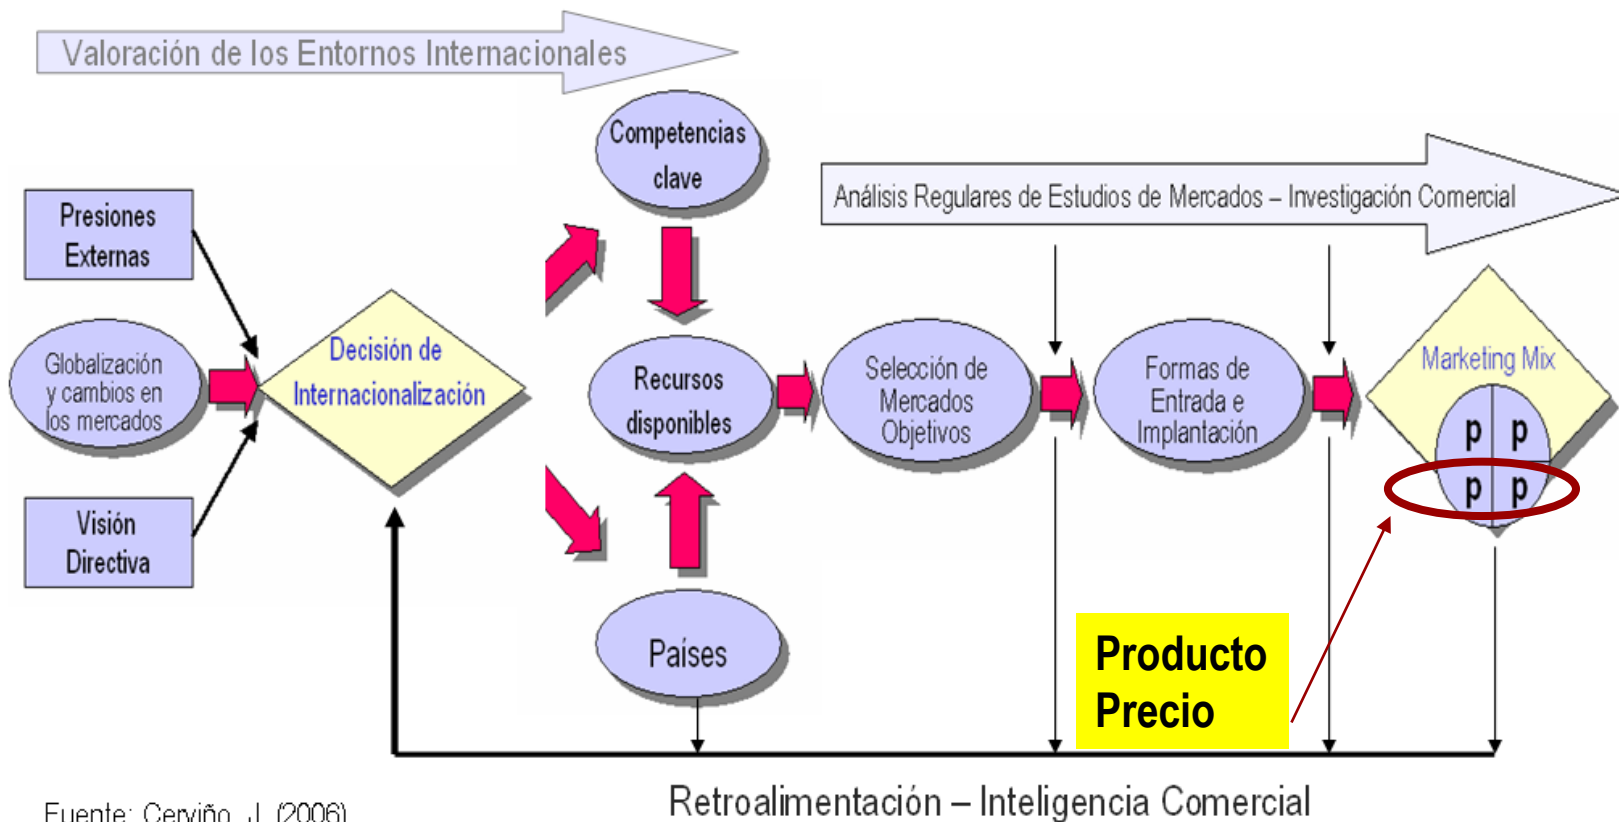 Valoración de los Entornos Internacionales
Competencias
clave
Análisis Regulares de Estudios de Mercados – Investigación Comercial
Presiones
Externas
Globalización
y cambios en
los mercados
Visión
Directiva
Decisión de
Internacionalización
Recursos
disponibles
Países
Selección de
Mercados
Objetivos
Formas de
Entrada e
Implantación
Marketing Mix
p p
p p
Producto
Precio
Retroalimentación – Inteligencia Comercial
Fuente: Cerviño, J. (2006)